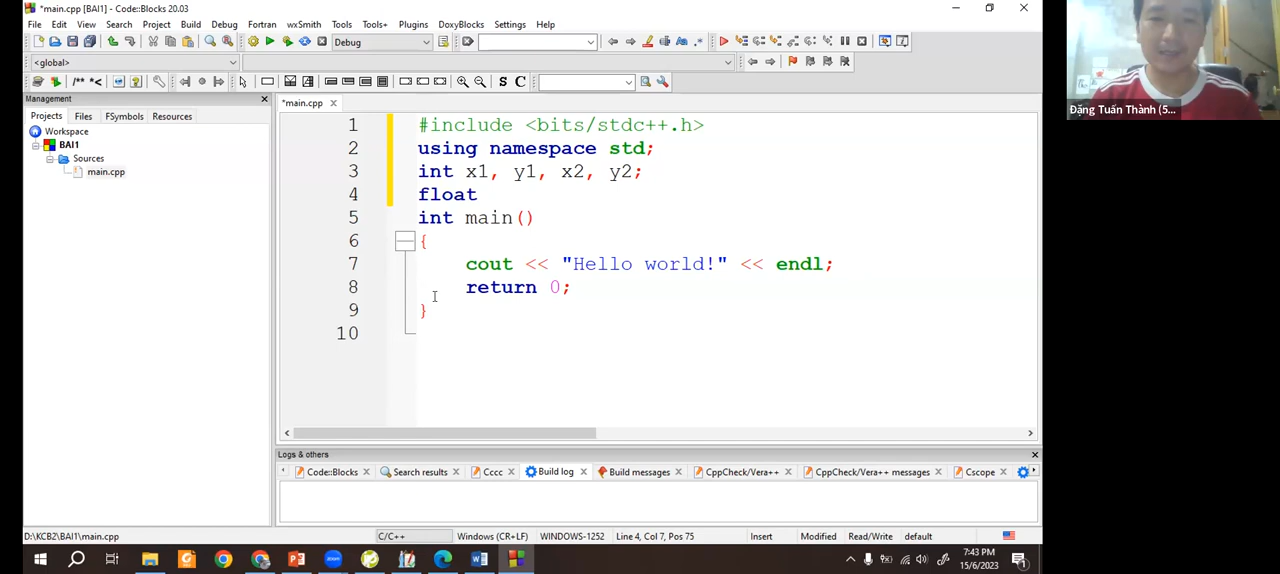 *main.cpp [BAI1] - Code::Blocks 20.03
File Edit View Search Project Build Debug Fortran wxSmith Tools Tools+ Plugins DoxyBlocks Settings Help
Debug
<global>
/** *<
S C
Management
Projects Files FSymbols Resources
Workspace
BAI1
Sources
main.cpp
*main.cpp
1 #include <bits/stdc++.h>
2 using namespace std;
3 int x1, y1, x2, y2;
4 float
5 int main()
6 {
7 cout << "Hello world!" << endl;
8 return 0;
9 }
10
Logs & others
Code::Blocks Search results Cccc Build log Build messages CppCheck/Vera++ CppCheck/Vera++ messages Cscope
D:\KCB2\BAI1\main.cpp C/C++ Windows (CR+LF) WINDOWS-1252 Line 4, Col 7, Pos 75 Insert Modified Read/Write default
7:43 PM
15/6/2023
Đặng Tuấn Thành (5...